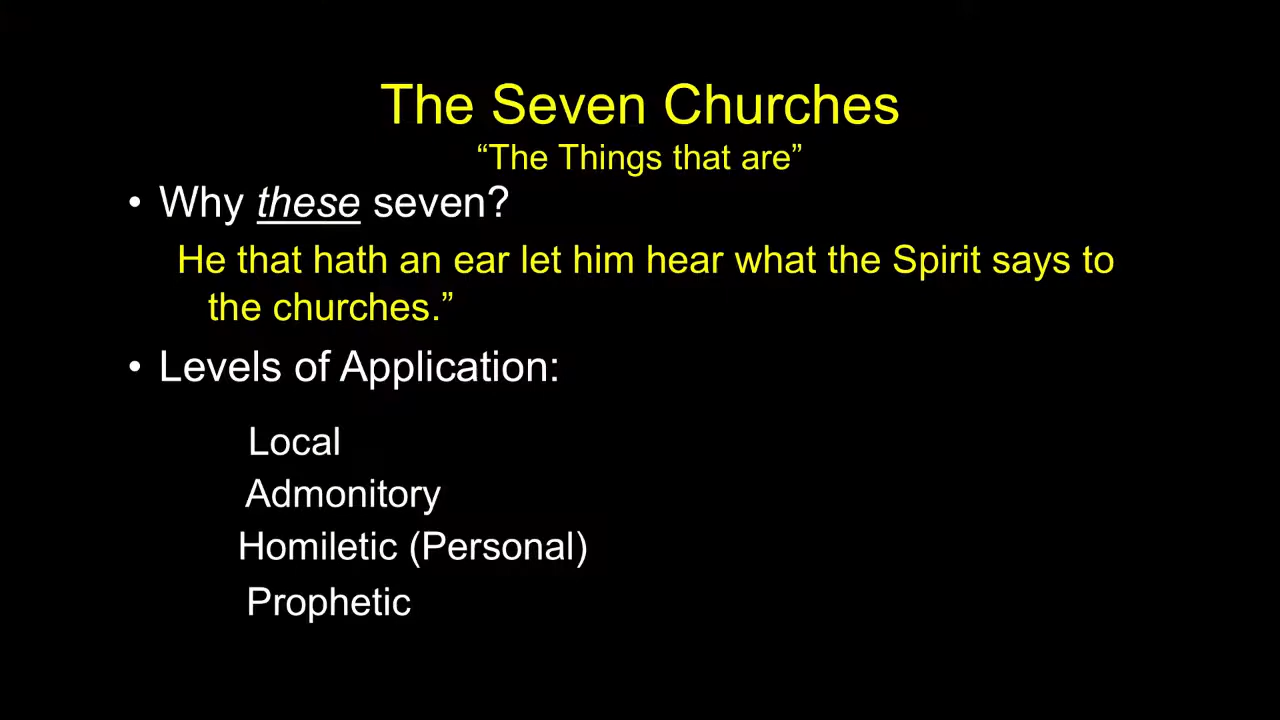 The Seven Churches
“The Things that are”
• Why these seven?
He that hath an ear let him hear what the Spirit says to
the churches.”
• Levels of Application:
Local
Admonitory
Homiletic (Personal)
Prophetic